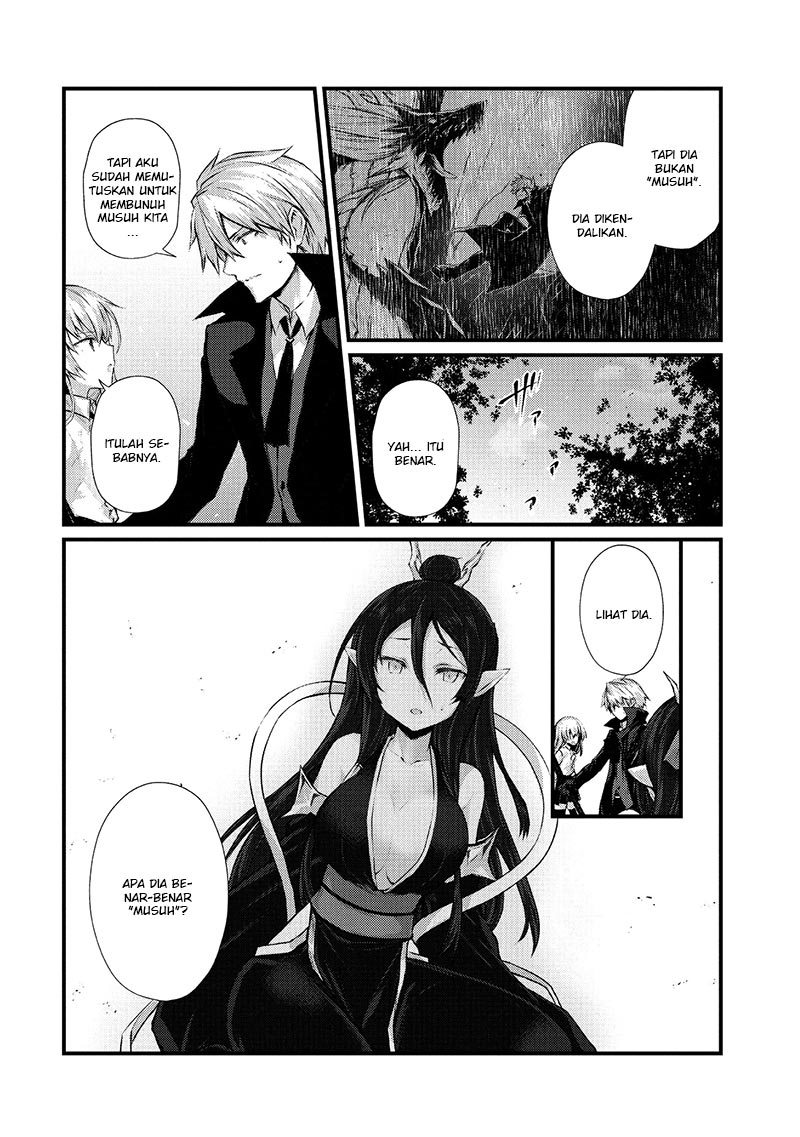 TAPI DIA
BUKAN
"MUSUH".
DIA DIKEN-
DALIKAN.
TAPI AKU
SUDAH MEMU-
TUSKAN UNTUK
MEMBUNUH
MUSUH KITA
...
ITULAH SE-
BABNYA.
YAH... ITU
BENAR.
LIHAT DIA.
APA DIA BE-
NAR-BENAR
"MUSUH"?